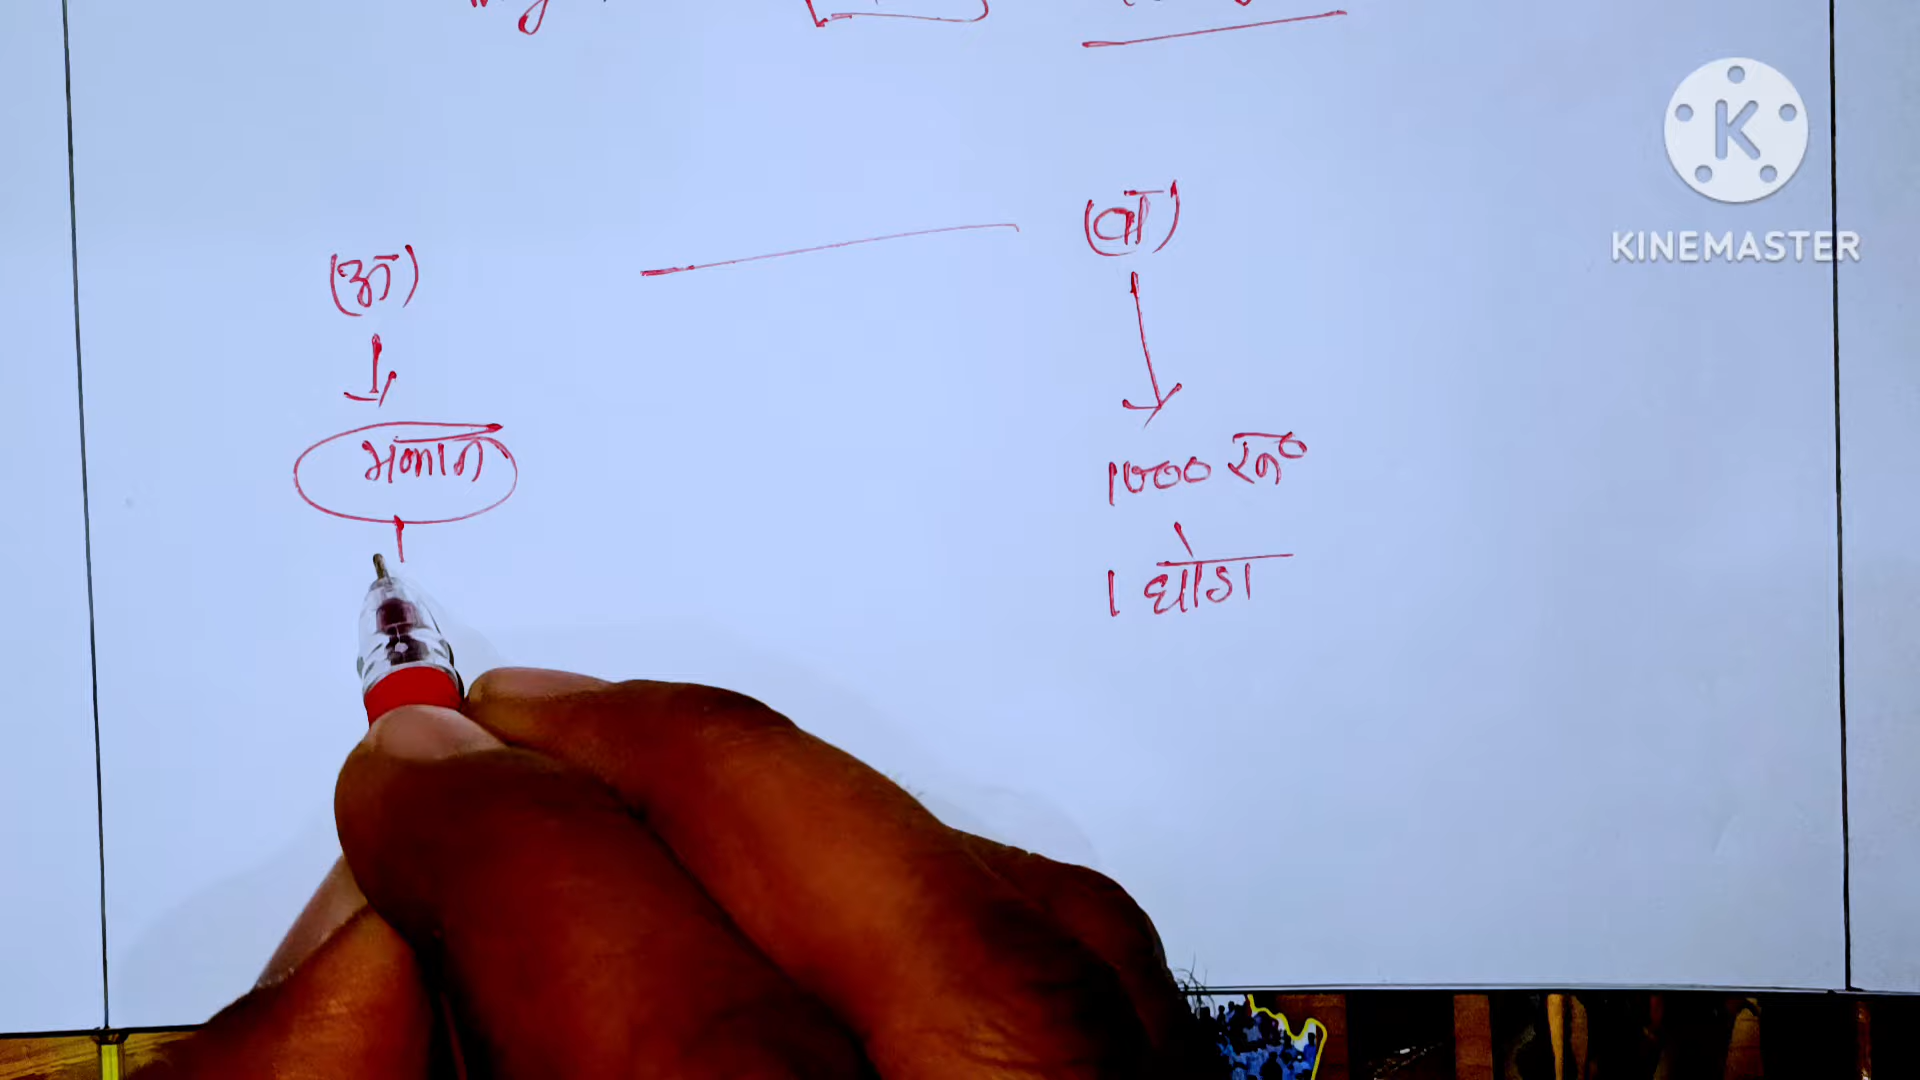 (अ)
मकान
(ब)
1000 रू०
1 घोडा
KINEMASTER